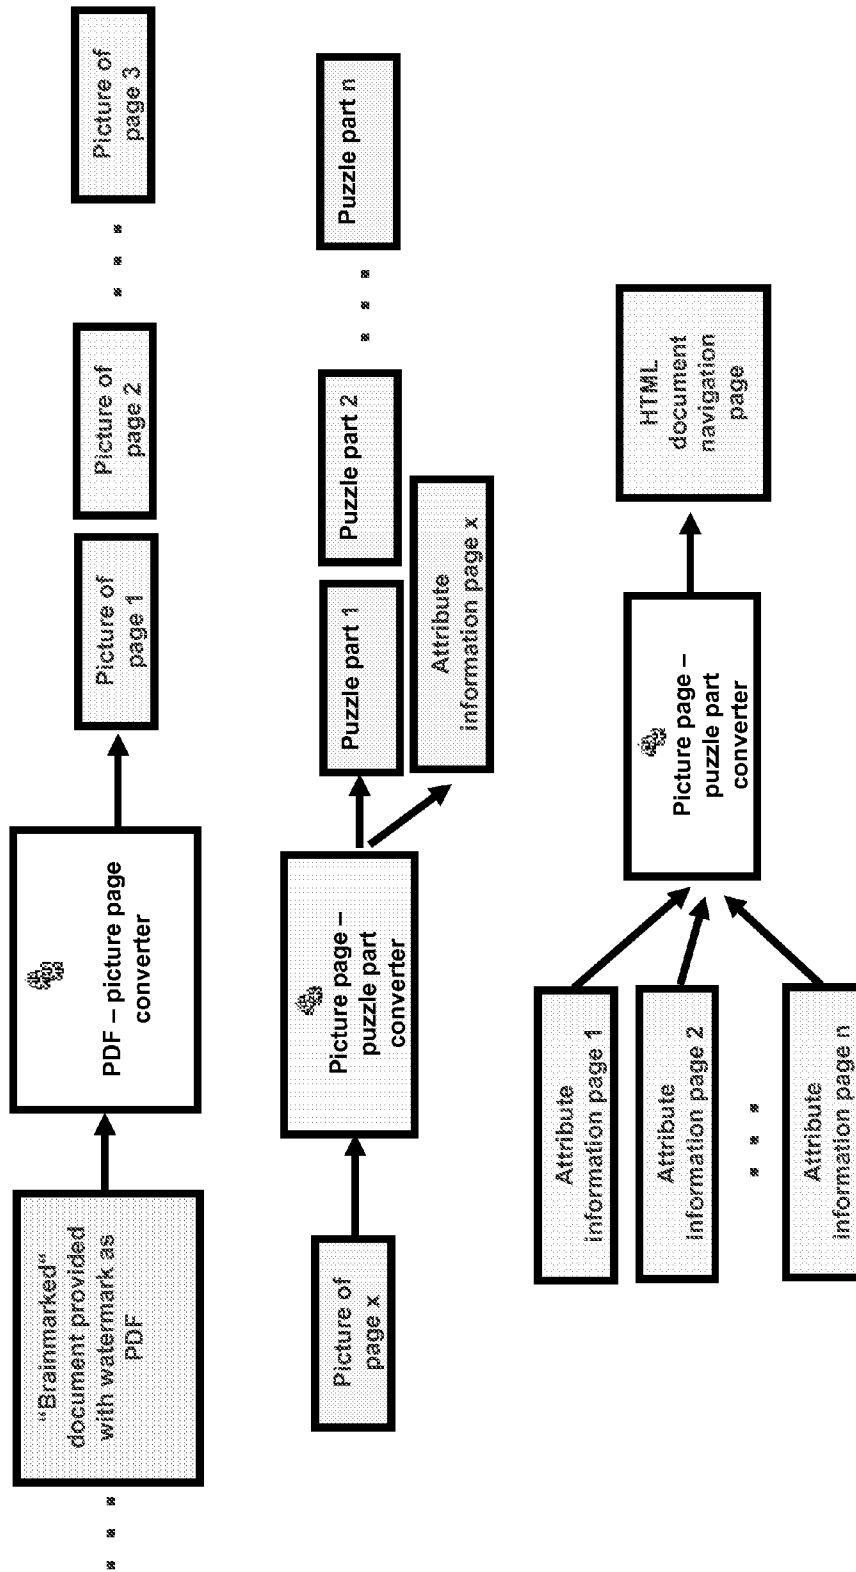 “Brainmarked“
document provided
with watermark as
PDF
PDF – picture page
converter
Picture of
page 1
Picture of
page 2
Picture of
page 3
Picture of
page x
Picture page –
puzzle part
converter
Puzzle part 1
Puzzle part 2
Puzzle part n
Attribute
information page x
Attribute
information page 1
Attribute
information page 2
Attribute
information page n
Picture page –
puzzle part
converter
HTML
document
navigation
page